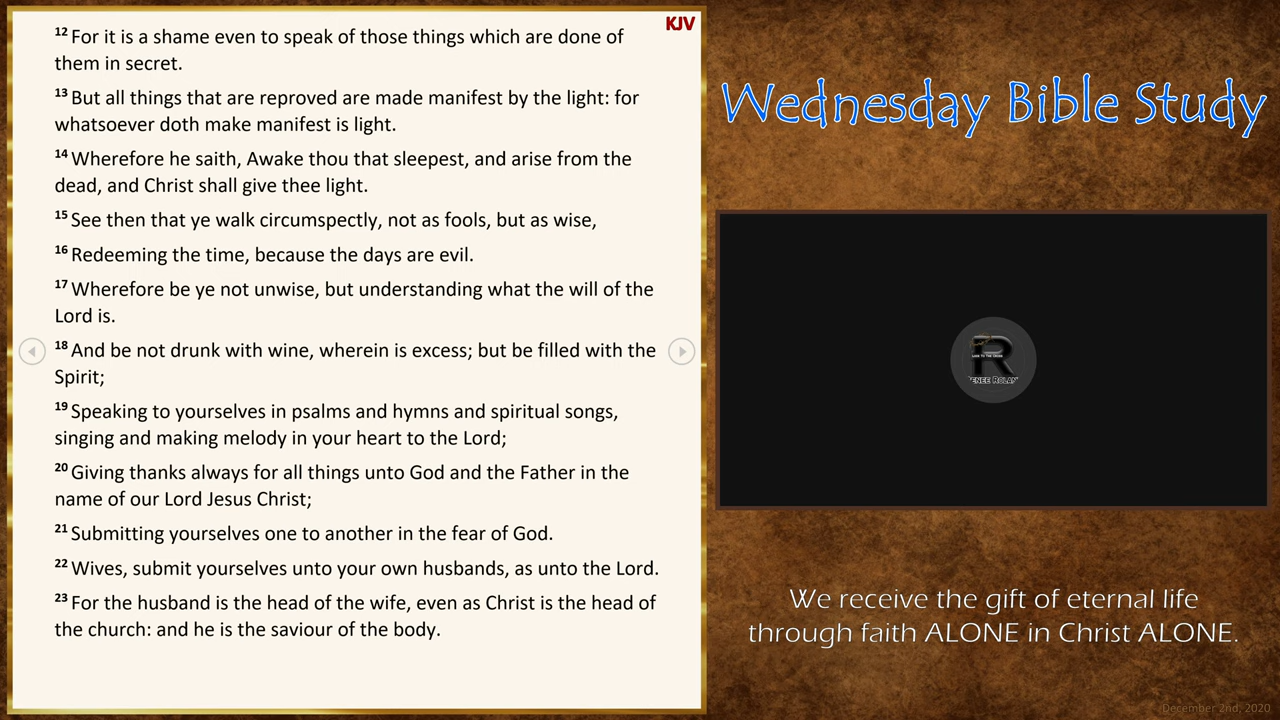 KJV
12 For it is a shame even to speak of those things which are done of
them in secret.
13 But all things that are reproved are made manifest by the light: for
whatsoever doth make manifest is light.
14 Wherefore he saith, Awake thou that sleepest, and arise from the
dead, and Christ shall give thee light.
15 See then that ye walk circumspectly, not as fools, but as wise,
16 Redeeming the time, because the days are evil.
17 Wherefore be ye not unwise, but understanding what the will of the
Lord is.
18 And be not drunk with wine, wherein is excess; but be filled with the
Spirit;
19 Speaking to yourselves in psalms and hymns and spiritual songs,
singing and making melody in your heart to the Lord;
20 Giving thanks always for all things unto God and the Father in the
name of our Lord Jesus Christ;
21 Submitting yourselves one to another in the fear of God.
22 Wives, submit yourselves unto your own husbands, as unto the Lord.
23 For the husband is the head of the wife, even as Christ is the head of
the church: and he is the saviour of the body.
Wednesday Bible Study
R
We receive the gift of eternal life
through faith ALONE in Christ ALONE.
December 2nd, 2020